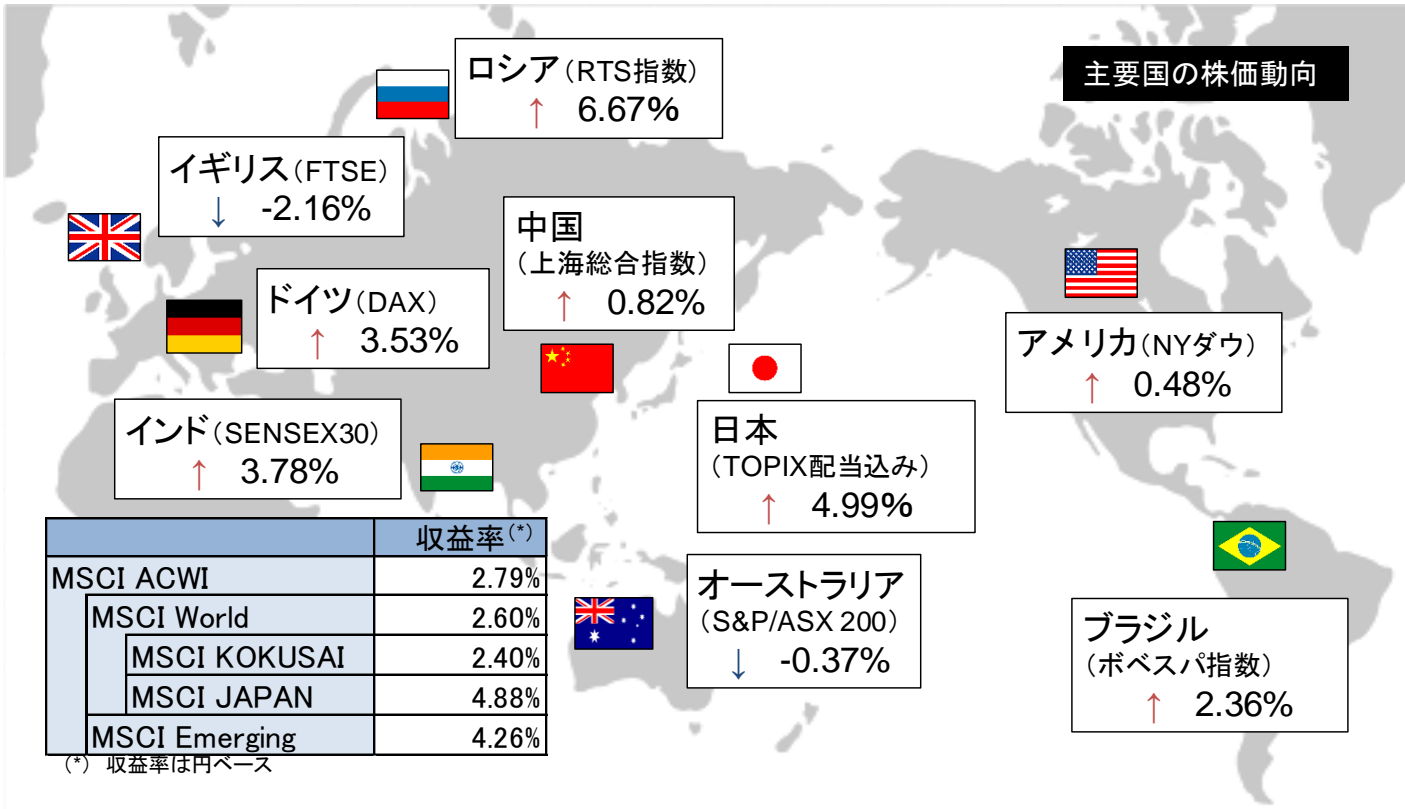 主要国の株価動向
ロシア(RTS指数)
↑ 6.67%
イギリス(FTSE)
↓ -2.16%
中国
(上海総合指数)
↑ 0.82%
ドイツ(DAX)
↑ 3.53%
アメリカ(NYダウ)
↑ 0.48%
インド(SENSEX30)
↑ 3.78%
日本
(TOPIX配当込み)
↑ 4.99%
オーストラリア
(S&P/ASX 200)
↓ -0.37%
ブラジル
(ボベスパ指数)
↑ 2.36%
収益率(*)
MSCI ACWI 2.79%
MSCI World 2.60%
MSCI KOKUSAI 2.40%
MSCI JAPAN 4.88%
MSCI Emerging 4.26%
(*) 収益率は円ベース